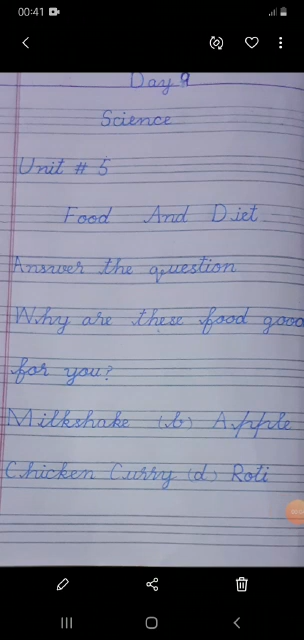 00:41
Day 9
Science
Unit # 5
Food And Diet
Answer the question
Why are these food good
for you?
Milkshake (b) Apple
Chicken Curry (d) Roti